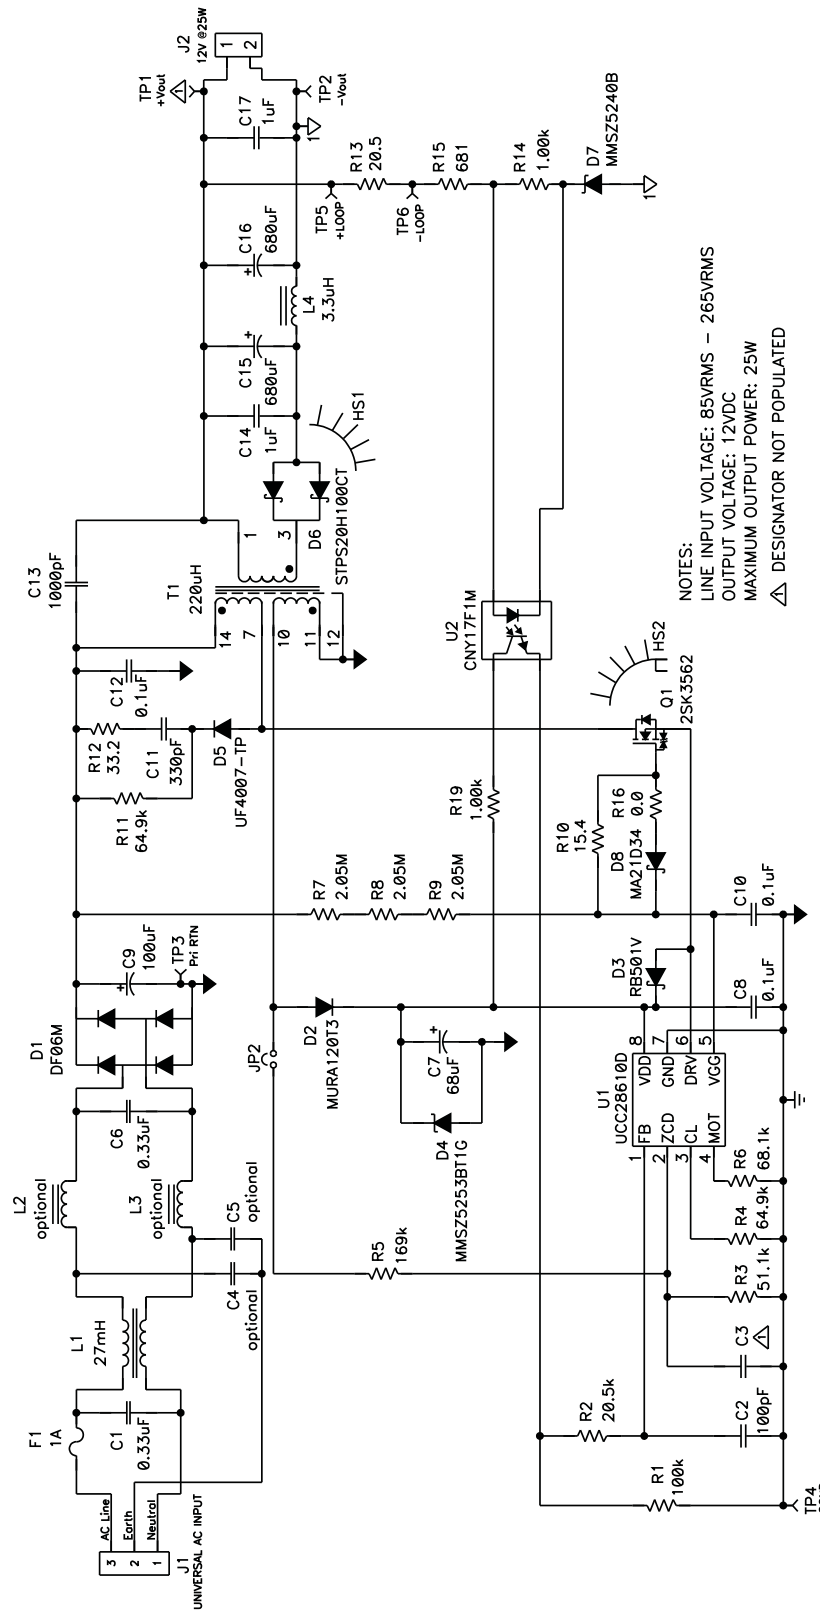 J1
UNIVERSAL AC INPUT
3
2
1
AC Line
Earth
Neutral
F1
1A
C1
0.33uF
L1
27mH
C4
optional
C5
optional
L2
optional
L3
optional
C6
0.33uF
D1
DF06M
C9
100uF
+
TP3
Pri RTN
R11
64.9k
R12
33.2
C11
330pF
D5
UF4007-TP
C12
0.1uF
C13
1000pF
T1
220uH
14
7
10
11
12
1
3
D6
STPS20H100CT
HS1
C14
1uF
C15
680uF
+
L4
3.3uH
C16
680uF
+
C17
1uF
1
TP1
+Vout
1
TP2
-Vout
J2
12V @25W
1
2
TP5
+LOOP
R13
20.5
TP6
-LOOP
R15
681
R14
1.00k
D7
MMSZ5240B
1
JP2
R5
169k
D2
MURA120T3
R7
2.05M
R8
2.05M
R9
2.05M
D4
MMSZ5253BT1G
C7
68uF
+
R19
1.00k
U2
CNY17F1M
R10
15.4
R16
0.0
D8
MA21D34
Q1
2SK3562
HS2
D3
RB501V
C8
0.1uF
C10
0.1uF
U1
UCC28610D
1
FB
2
ZCD
3
CL
4
MOT
VDD
8
GND
7
DRV
6
VGG
5
R1
100k
R2
20.5k
C2
100pF
C3
1
R3
51.1k
R4
64.9k
R6
68.1k
TP4
NOTES:
LINE INPUT VOLTAGE: 85VRMS – 265VRMS
OUTPUT VOLTAGE: 12VDC
MAXIMUM OUTPUT POWER: 25W
1 DESIGNATOR NOT POPULATED